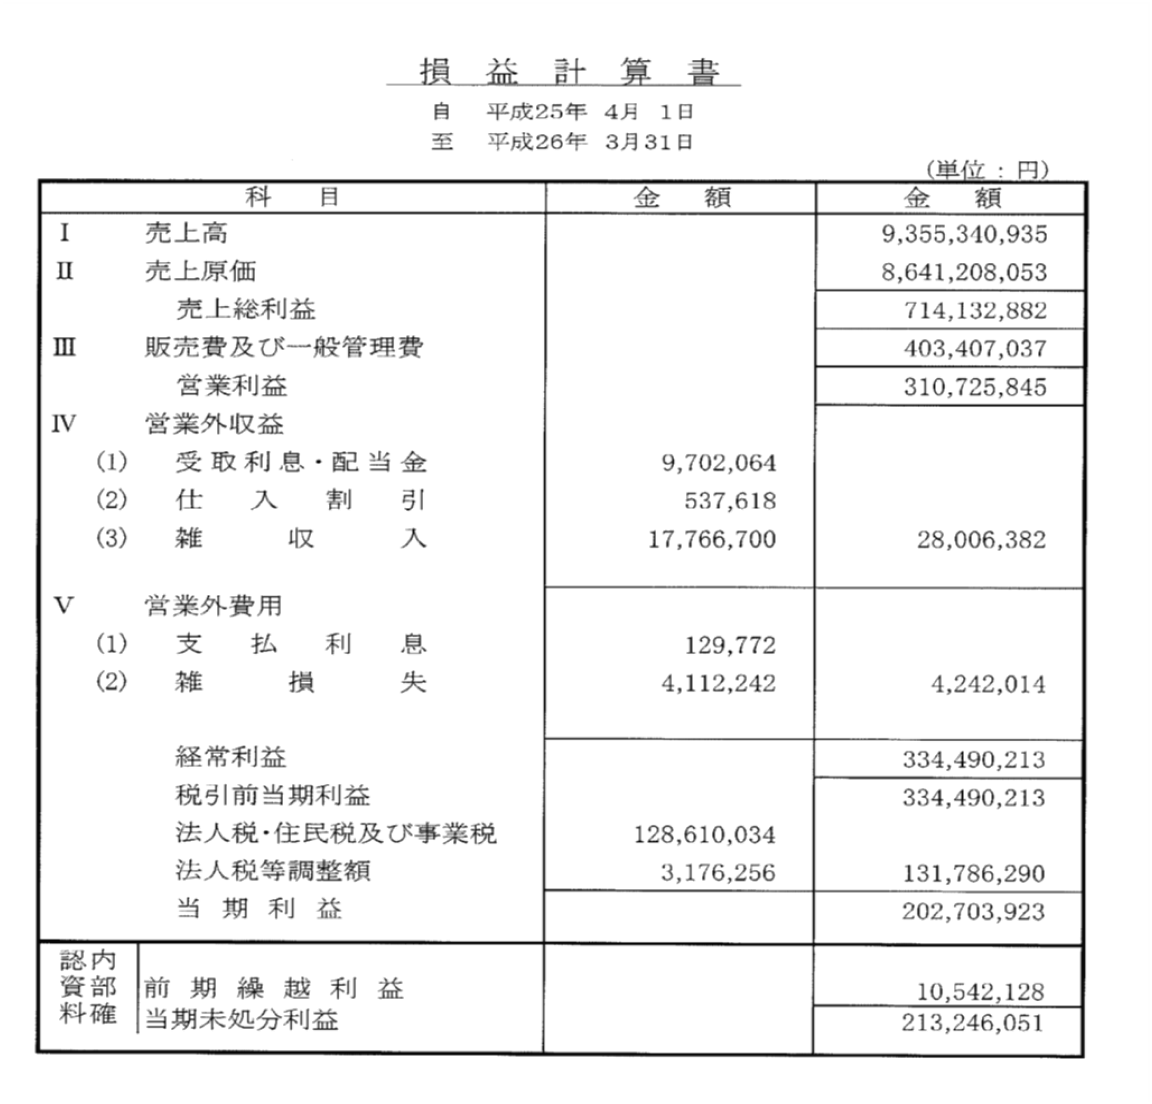 損益計算書
自 平成25年 4月 1日
至 平成26年 3月31日
(単位：円)
科目 金額 金額
Ⅰ 売上高 9,355,340,935
Ⅱ 売上原価 8,641,208,053
売上総利益 714,132,882
Ⅲ 販売費及び一般管理費 403,407,037
営業利益 310,725,845
Ⅳ 営業外収益
(1) 受取利息・配当金 9,702,064
(2) 仕入割引 537,618
(3) 雑収入 17,766,700 28,006,382
Ⅴ 営業外費用
(1) 支払利息 129,772
(2) 雑損失 4,112,242 4,242,014
経常利益 334,490,213
税引前当期利益 334,490,213
法人税・住民税及び事業税 128,610,034
法人税等調整額 3,176,256 131,786,290
当期利益 202,703,923
内部確認資料
前期繰越利益 10,542,128
当期未処分利益 213,246,051